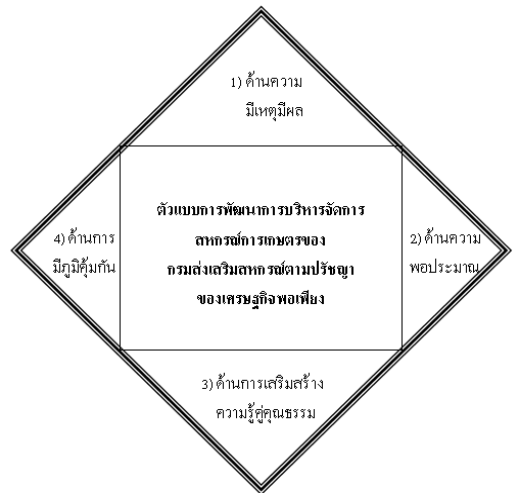 1) ด้านความ
มีเหตุมีผล
ตัวแบบการพัฒนาการบริหารจัดการ
สหกรณ์การเกษตรของ
กรมส่งเสริมสหกรณ์ตามปรัชญา
ของเศรษฐกิจพอเพียง
4) ด้านการ
มีภูมิคุ้มกัน
2) ด้านความ
พอประมาณ
3) ด้านการเสริมสร้าง
ความรู้คู่คุณธรรม